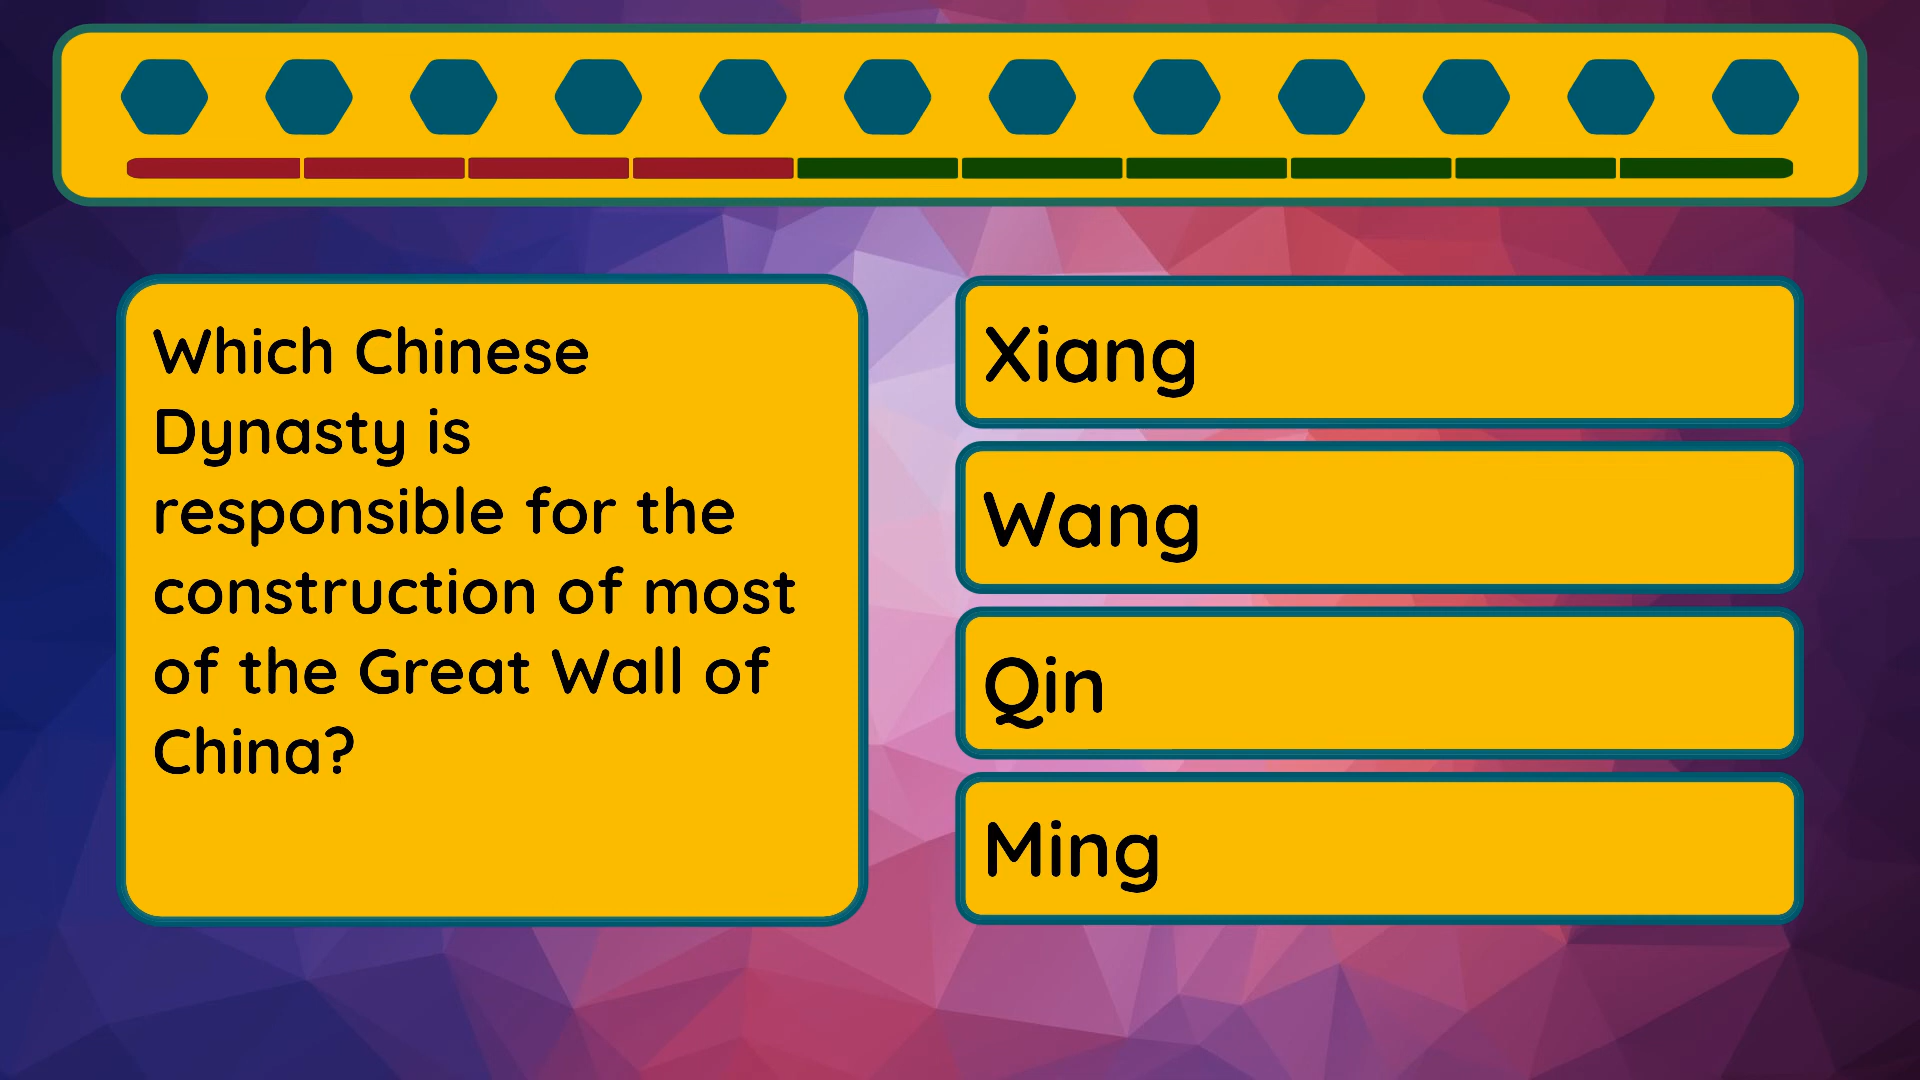 Which Chinese
Dynasty is
responsible for the
construction of most
of the Great Wall of
China?
Xiang
Wang
Qin
Ming